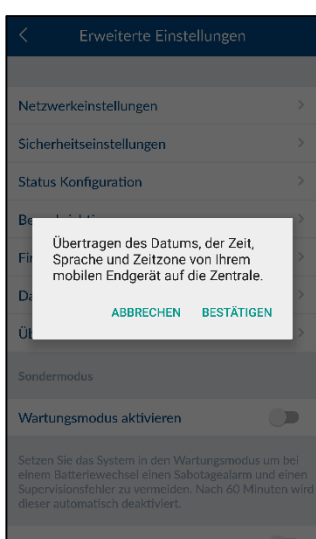 Erweiterte Einstellungen
Netzwerkeinstellungen
Sicherheitseinstellungen
Status Konfiguration
Übertragen des Datums, der Zeit,
Sprache und Zeitzone von Ihrem
mobilen Endgerät auf die Zentrale.
ABBRECHEN BESTÄTIGEN
Sondermodus
Wartungsmodus aktivieren
Setzen Sie das System in den Wartungsmodus um bei
einem Batteriewechsel einen Sabotagealarm und einen
Supervisionsfehler zu vermeiden. Nach 60 Minuten wird
dieser automatisch deaktiviert.